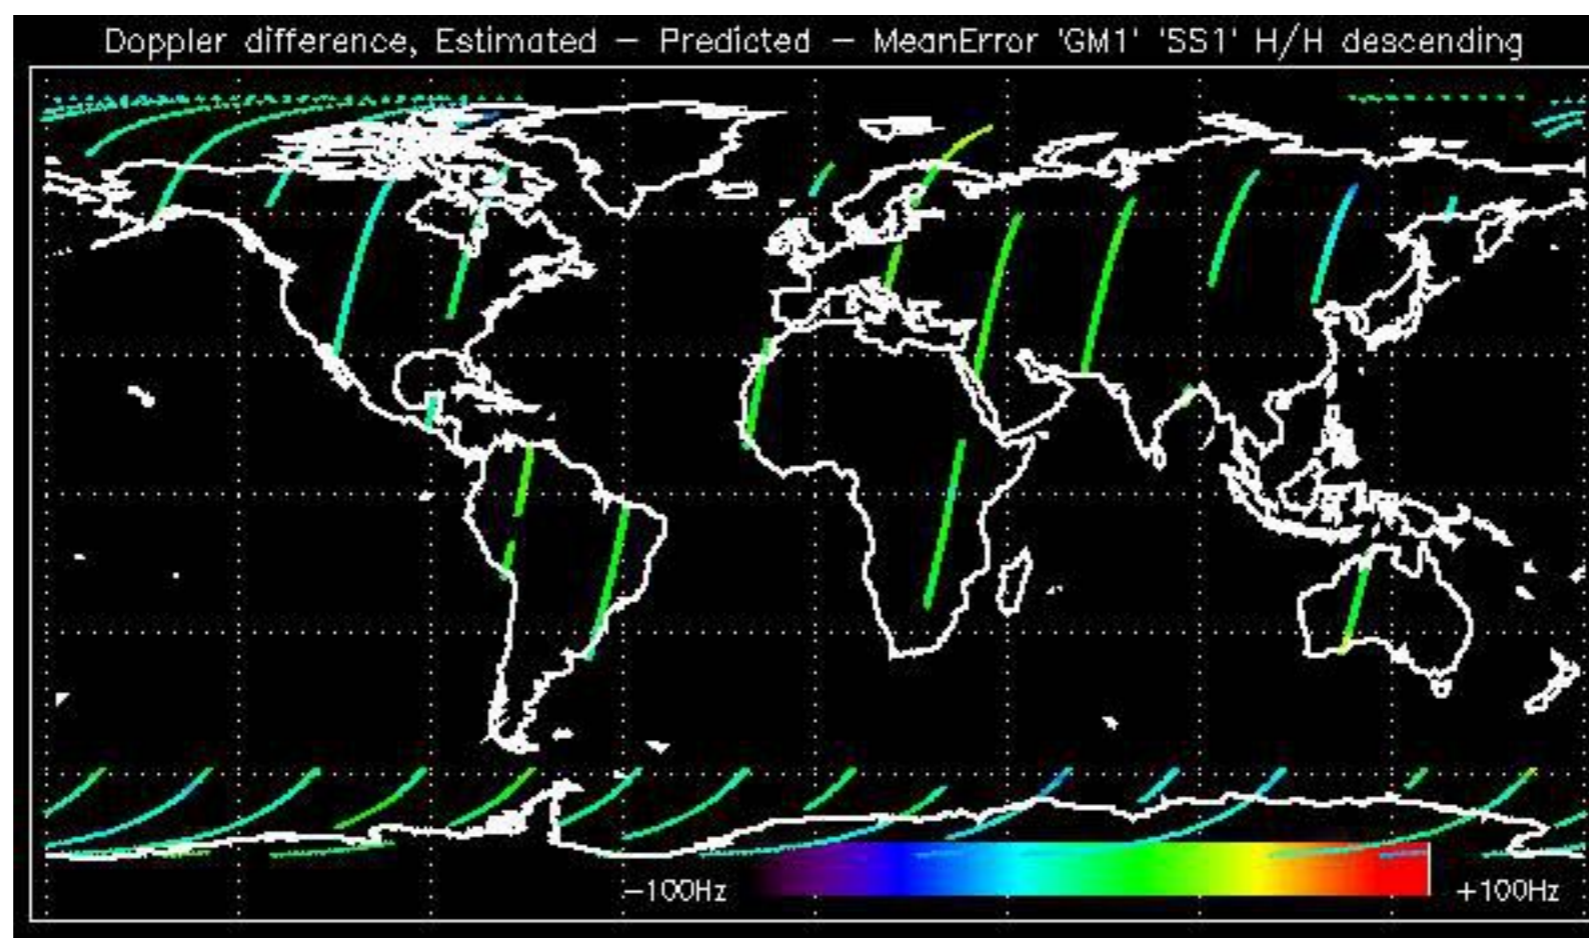 Doppler difference, Estimated – Predicted – MeanError 'GM1' 'SS1' H/H descending
−100Hz
+100Hz